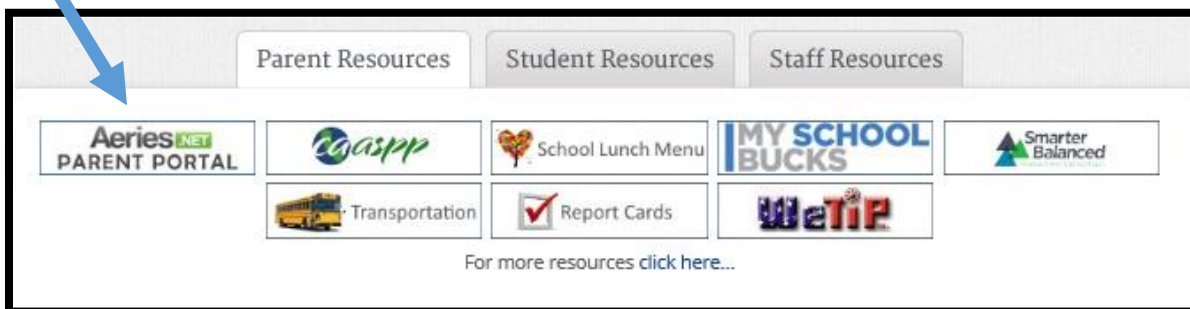 Parent Resources Student Resources Staff Resources
Aeries.NET
PARENT PORTAL
caaspp
School Lunch Menu
MY SCHOOL
BUCKS
Smarter
Balanced
Transportation
Report Cards
WeTiP
For more resources click here...